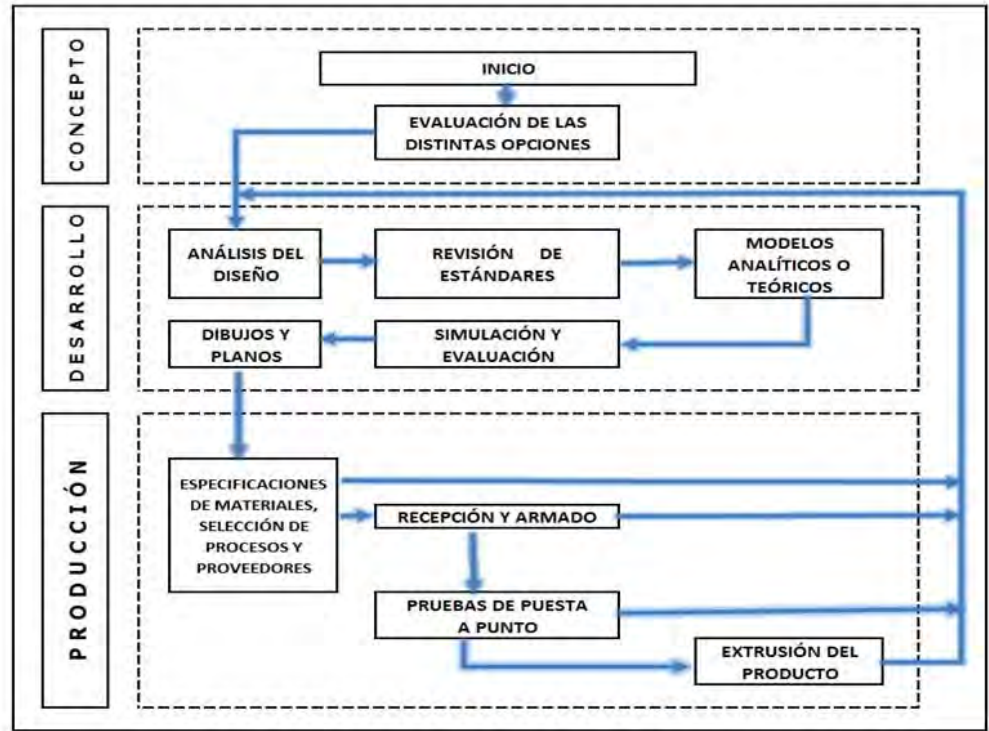 CONCEPTO
INICIO
EVALUACIÓN DE LAS
DISTINTAS OPCIONES
DESARROLLO
ANÁLISIS DEL
DISEÑO
REVISIÓN DE
ESTÁNDARES
MODELOS
ANALÍTICOS O
TEÓRICOS
DIBUJOS Y
PLANOS
SIMULACIÓN Y
EVALUACIÓN
PRODUCCIÓN
ESPECIFICACIONES
DE MATERIALES,
SELECCIÓN DE
PROCESOS Y
PROVEEDORES
RECEPCIÓN Y ARMADO
PRUEBAS DE PUESTA
A PUNTO
EXTRUSIÓN DEL
PRODUCTO